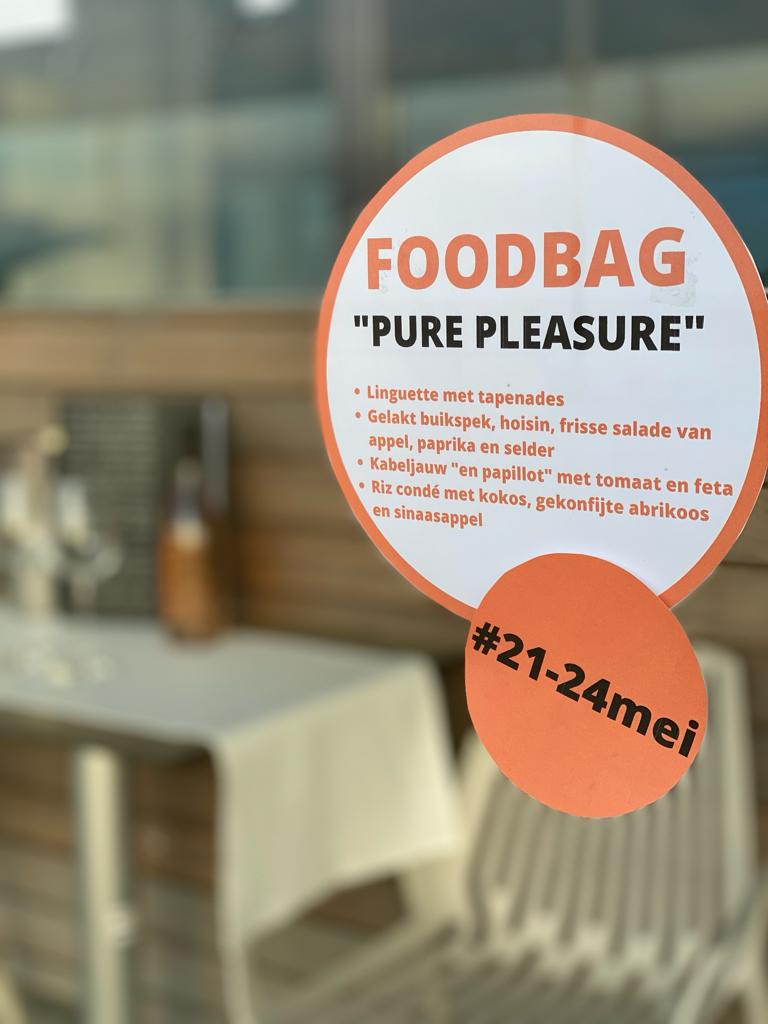 FOODBAG
"PURE PLEASURE"
• Linguette met tapenades
• Gelakt buikspek, hoisin, frisse salade van
appel, paprika en selder
• Kabeljauw "en papillot" met tomaat en feta
• Riz condé met kokos, gekonfijte abrikoos
en sinaasappel
#21-24mei